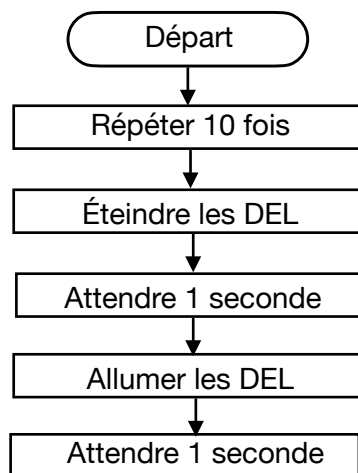 Départ
Répéter 10 fois
Éteindre les DEL
Attendre 1 seconde
Allumer les DEL
Attendre 1 seconde